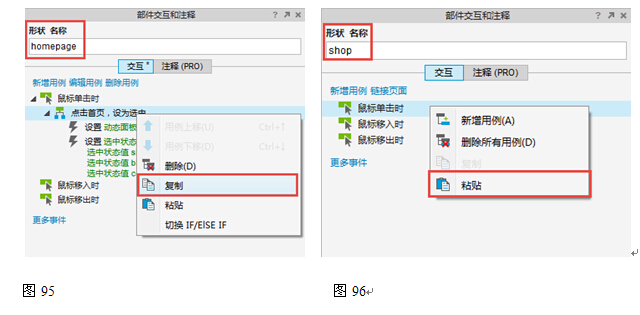 部件交互和注释
形状 名称
homepage
交互* 注释 (PRO)
新增用例 编辑用例 删除用例
鼠标单击时
点击首页，设为选中
设置 动态面板
设置 选中状态
选中状态值 s
选中状态值 b
选中状态值 c
鼠标移入时
鼠标移出时
更多事件
用例上移(U) Ctrl+↑
用例下移(D) Ctrl+↓
删除(D)
复制
粘贴
切换 IF/ElSE IF
图 95
部件交互和注释
形状 名称
shop
交互 注释 (PRO)
新增用例 链接页面
鼠标单击时
鼠标移入时
鼠标移出时
更多事件
新增用例(A)
删除所有用例(D)
复制
粘贴
图 96